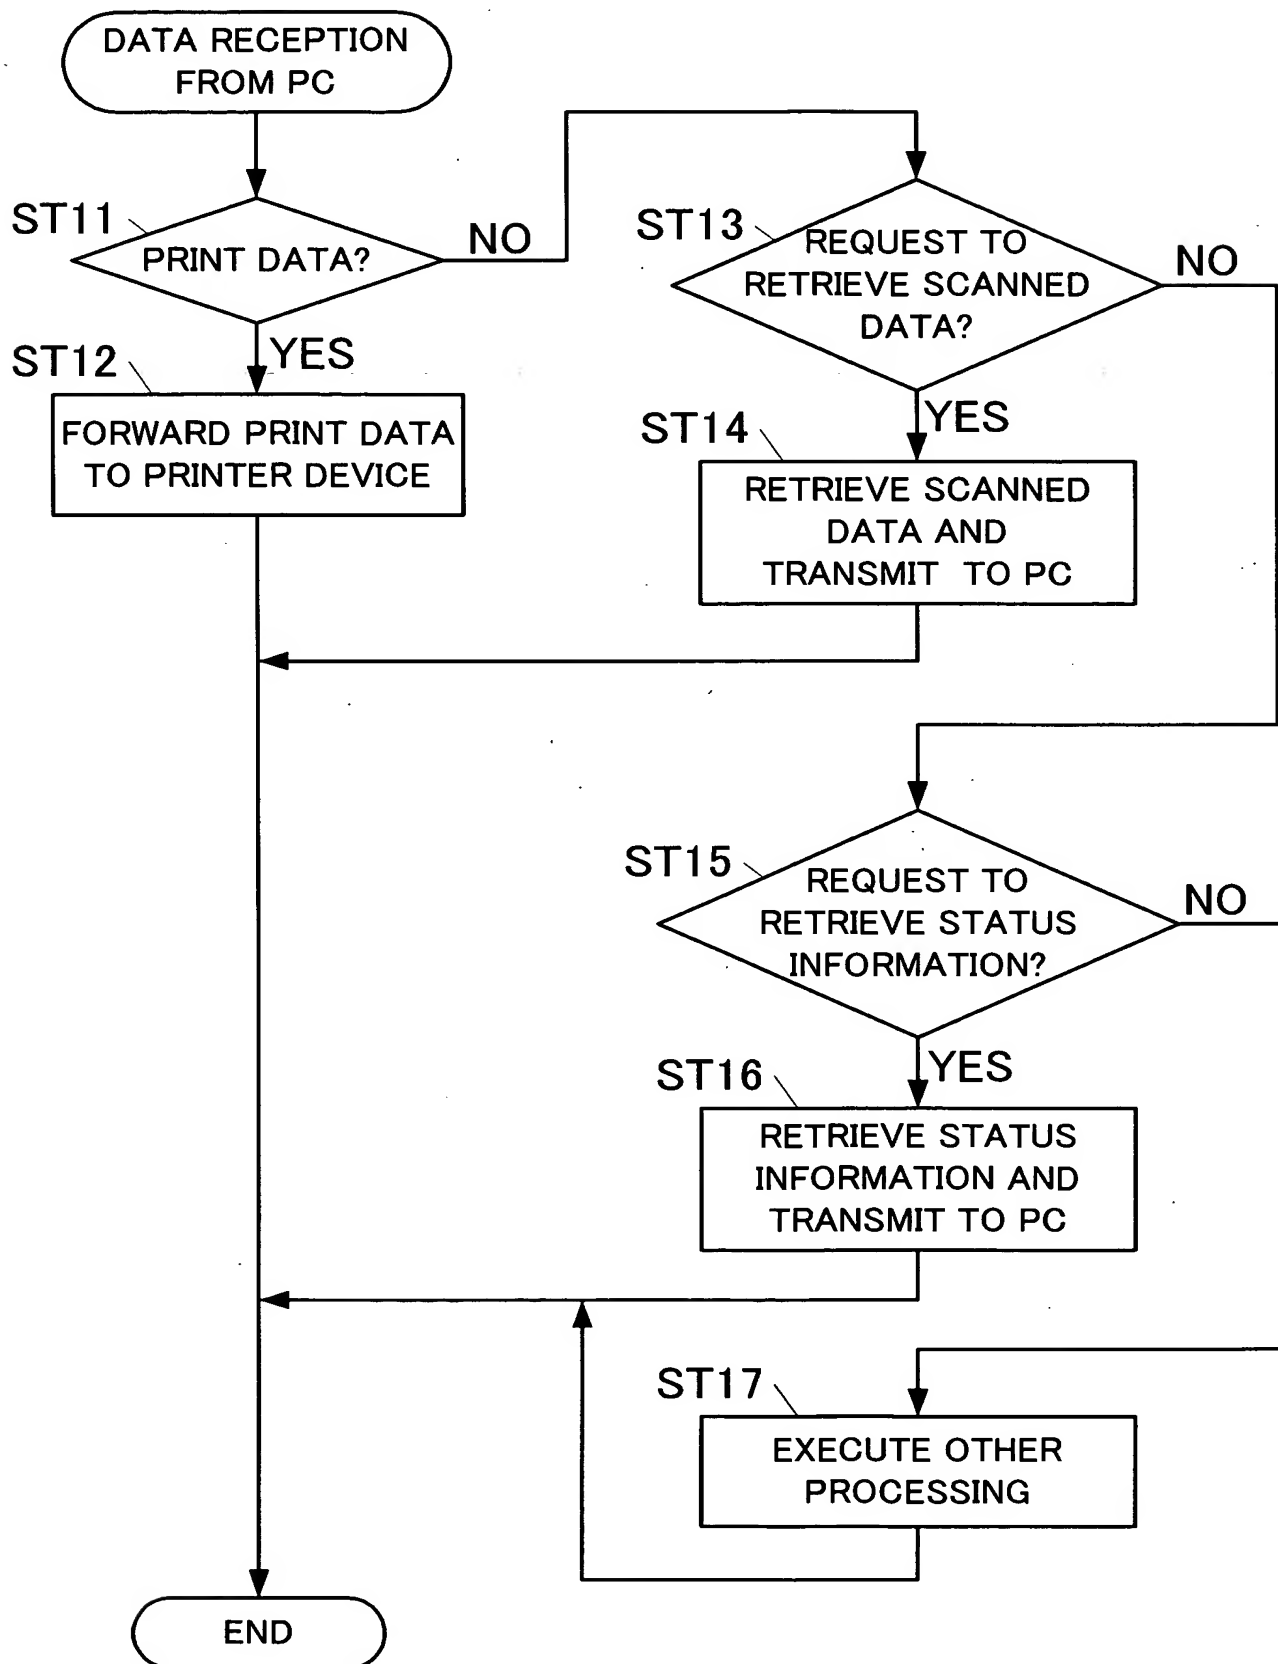 DATA RECEPTION
FROM PC
ST11
PRINT DATA?
NO
YES
ST12
FORWARD PRINT DATA
TO PRINTER DEVICE
ST13
REQUEST TO
RETRIEVE SCANNED
DATA?
NO
YES
ST14
RETRIEVE SCANNED
DATA AND
TRANSMIT TO PC
ST15
REQUEST TO
RETRIEVE STATUS
INFORMATION?
NO
YES
ST16
RETRIEVE STATUS
INFORMATION AND
TRANSMIT TO PC
ST17
EXECUTE OTHER
PROCESSING
END